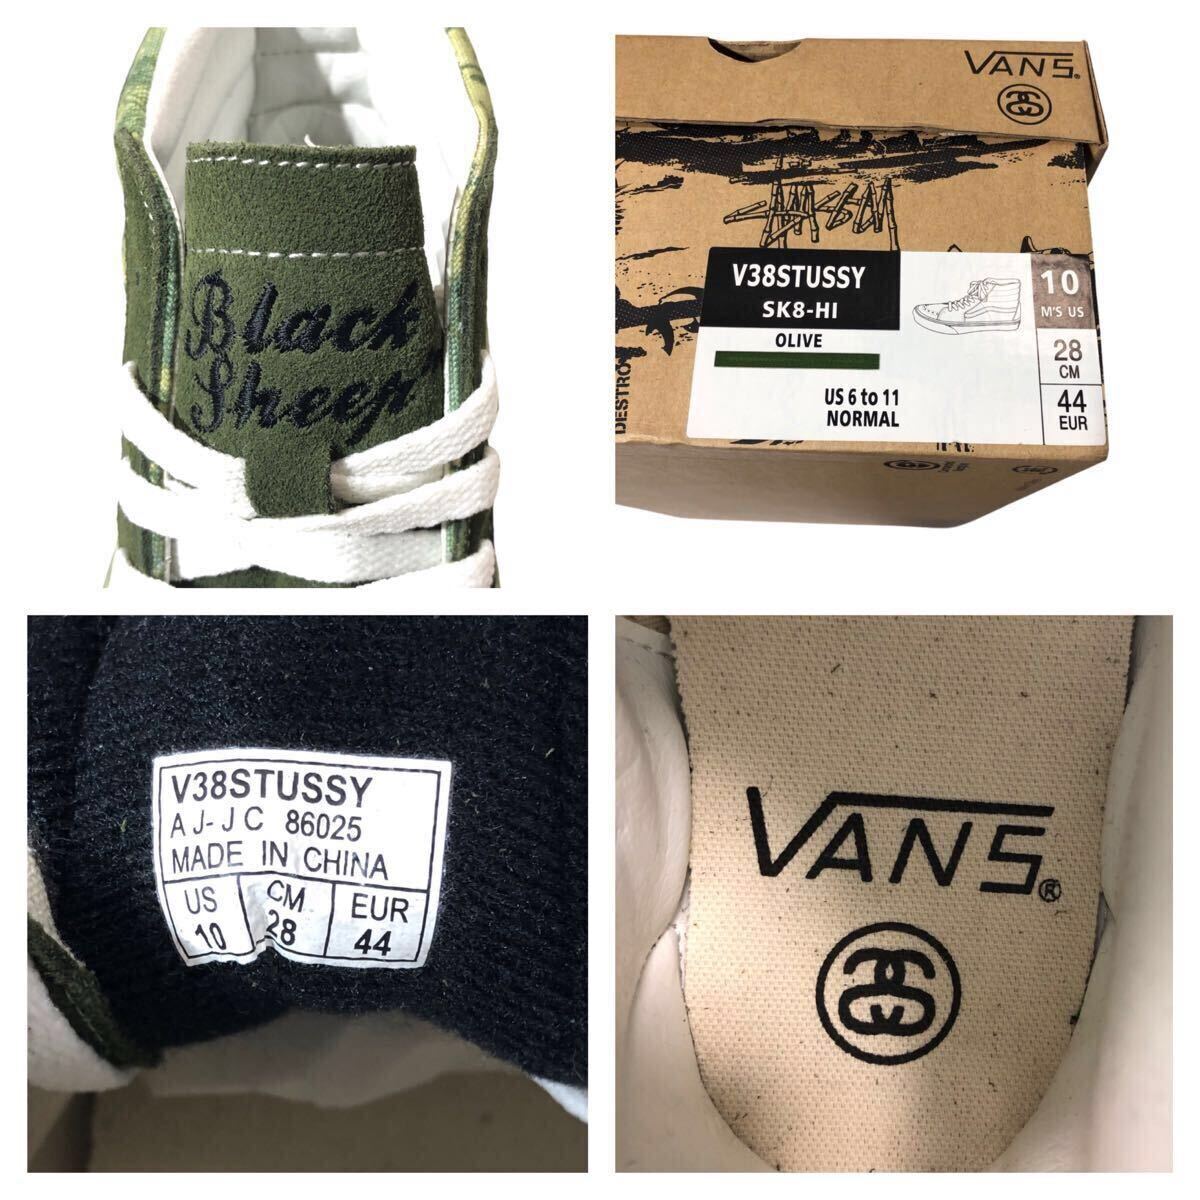 Black
Sheep
VANS®
V38STUSSY
SK8-HI
OLIVE
US 6 to 11
NORMAL
10
M'S US
28
CM
44
EUR
DESTRO
V38STUSSY
AJ-JC 86025
MADE IN CHINA
US CM EUR
10 28 44
VANS®